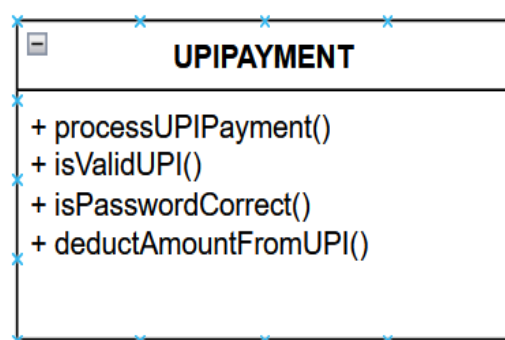 UPIPAYMENT
+ processUPIPayment()
+ isValidUPI()
+ isPasswordCorrect()
+ deductAmountFromUPI()